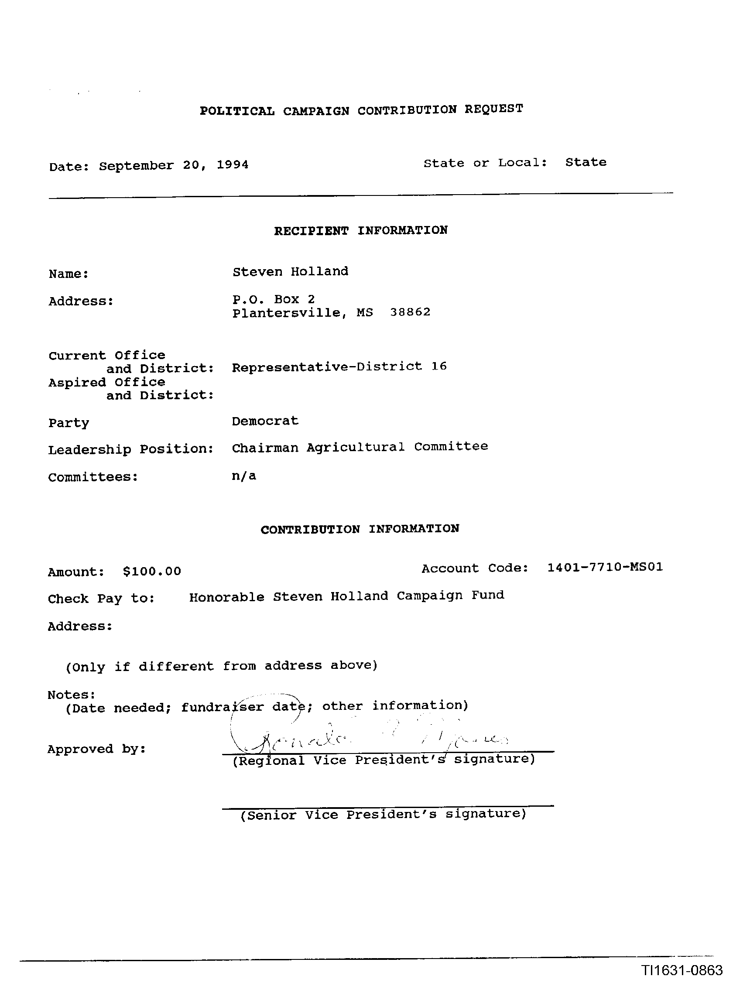 POLITICAL CAMPAIGN CONTRIBUTION REQUEST
Date: September 20, 1994 State or Local: State
RECIPIENT INFORMATION
Name: Steven Holland
Address: P.O. Box 2
Plantersville, MS 38862
Current Office
and District: Representative-District 16
Aspired Office
and District:
Party Democrat
Leadership Position: Chairman Agricultural Committee
Committees: n/a
CONTRIBUTION INFORMATION
Amount: $100.00 Account Code: 1401-7710-MS01
Check Pay to: Honorable Steven Holland Campaign Fund
Address:
(Only if different from address above)
Notes:
(Date needed; fundraiser date; other information)
Approved by:
(Regional Vice President's signature)
(Senior Vice President's signature)
TI1631-0863